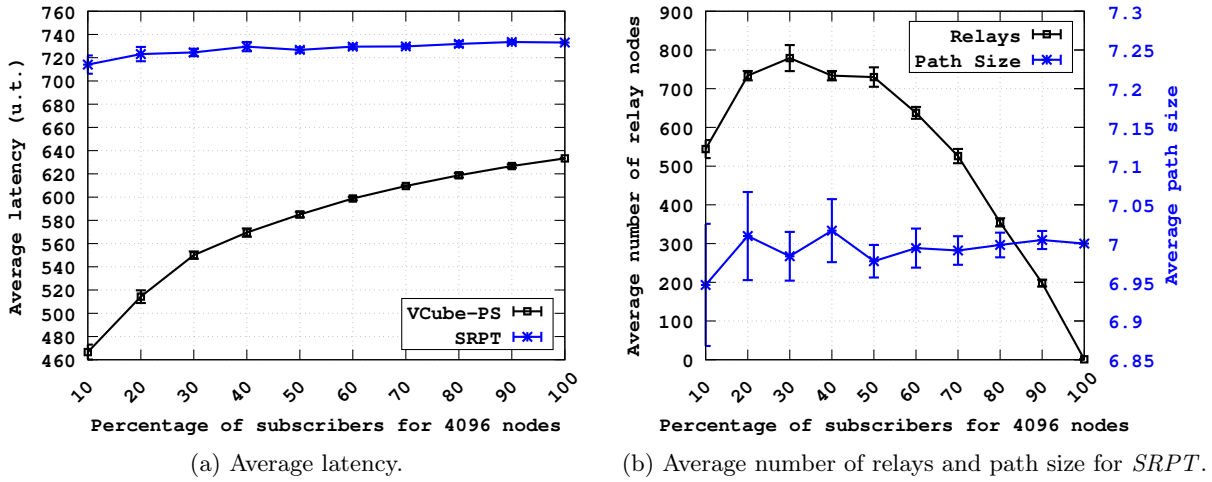 760
740
720
700
680
660
640
620
600
580
560
540
520
500
480
460
Average latency (u.t.)
VCube-PS
SRPT
10 20 30 40 50 60 70 80 90 100
Percentage of subscribers for 4096 nodes
(a) Average latency.
900
800
700
600
500
400
300
200
100
0
Average number of relay nodes
Relays
Path Size
7.3
7.25
7.2
7.15
7.1
7.05
7
6.95
6.9
6.85
Average path size
10 20 30 40 50 60 70 80 90 100
Percentage of subscribers for 4096 nodes
(b) Average number of relays and path size for SRPT.